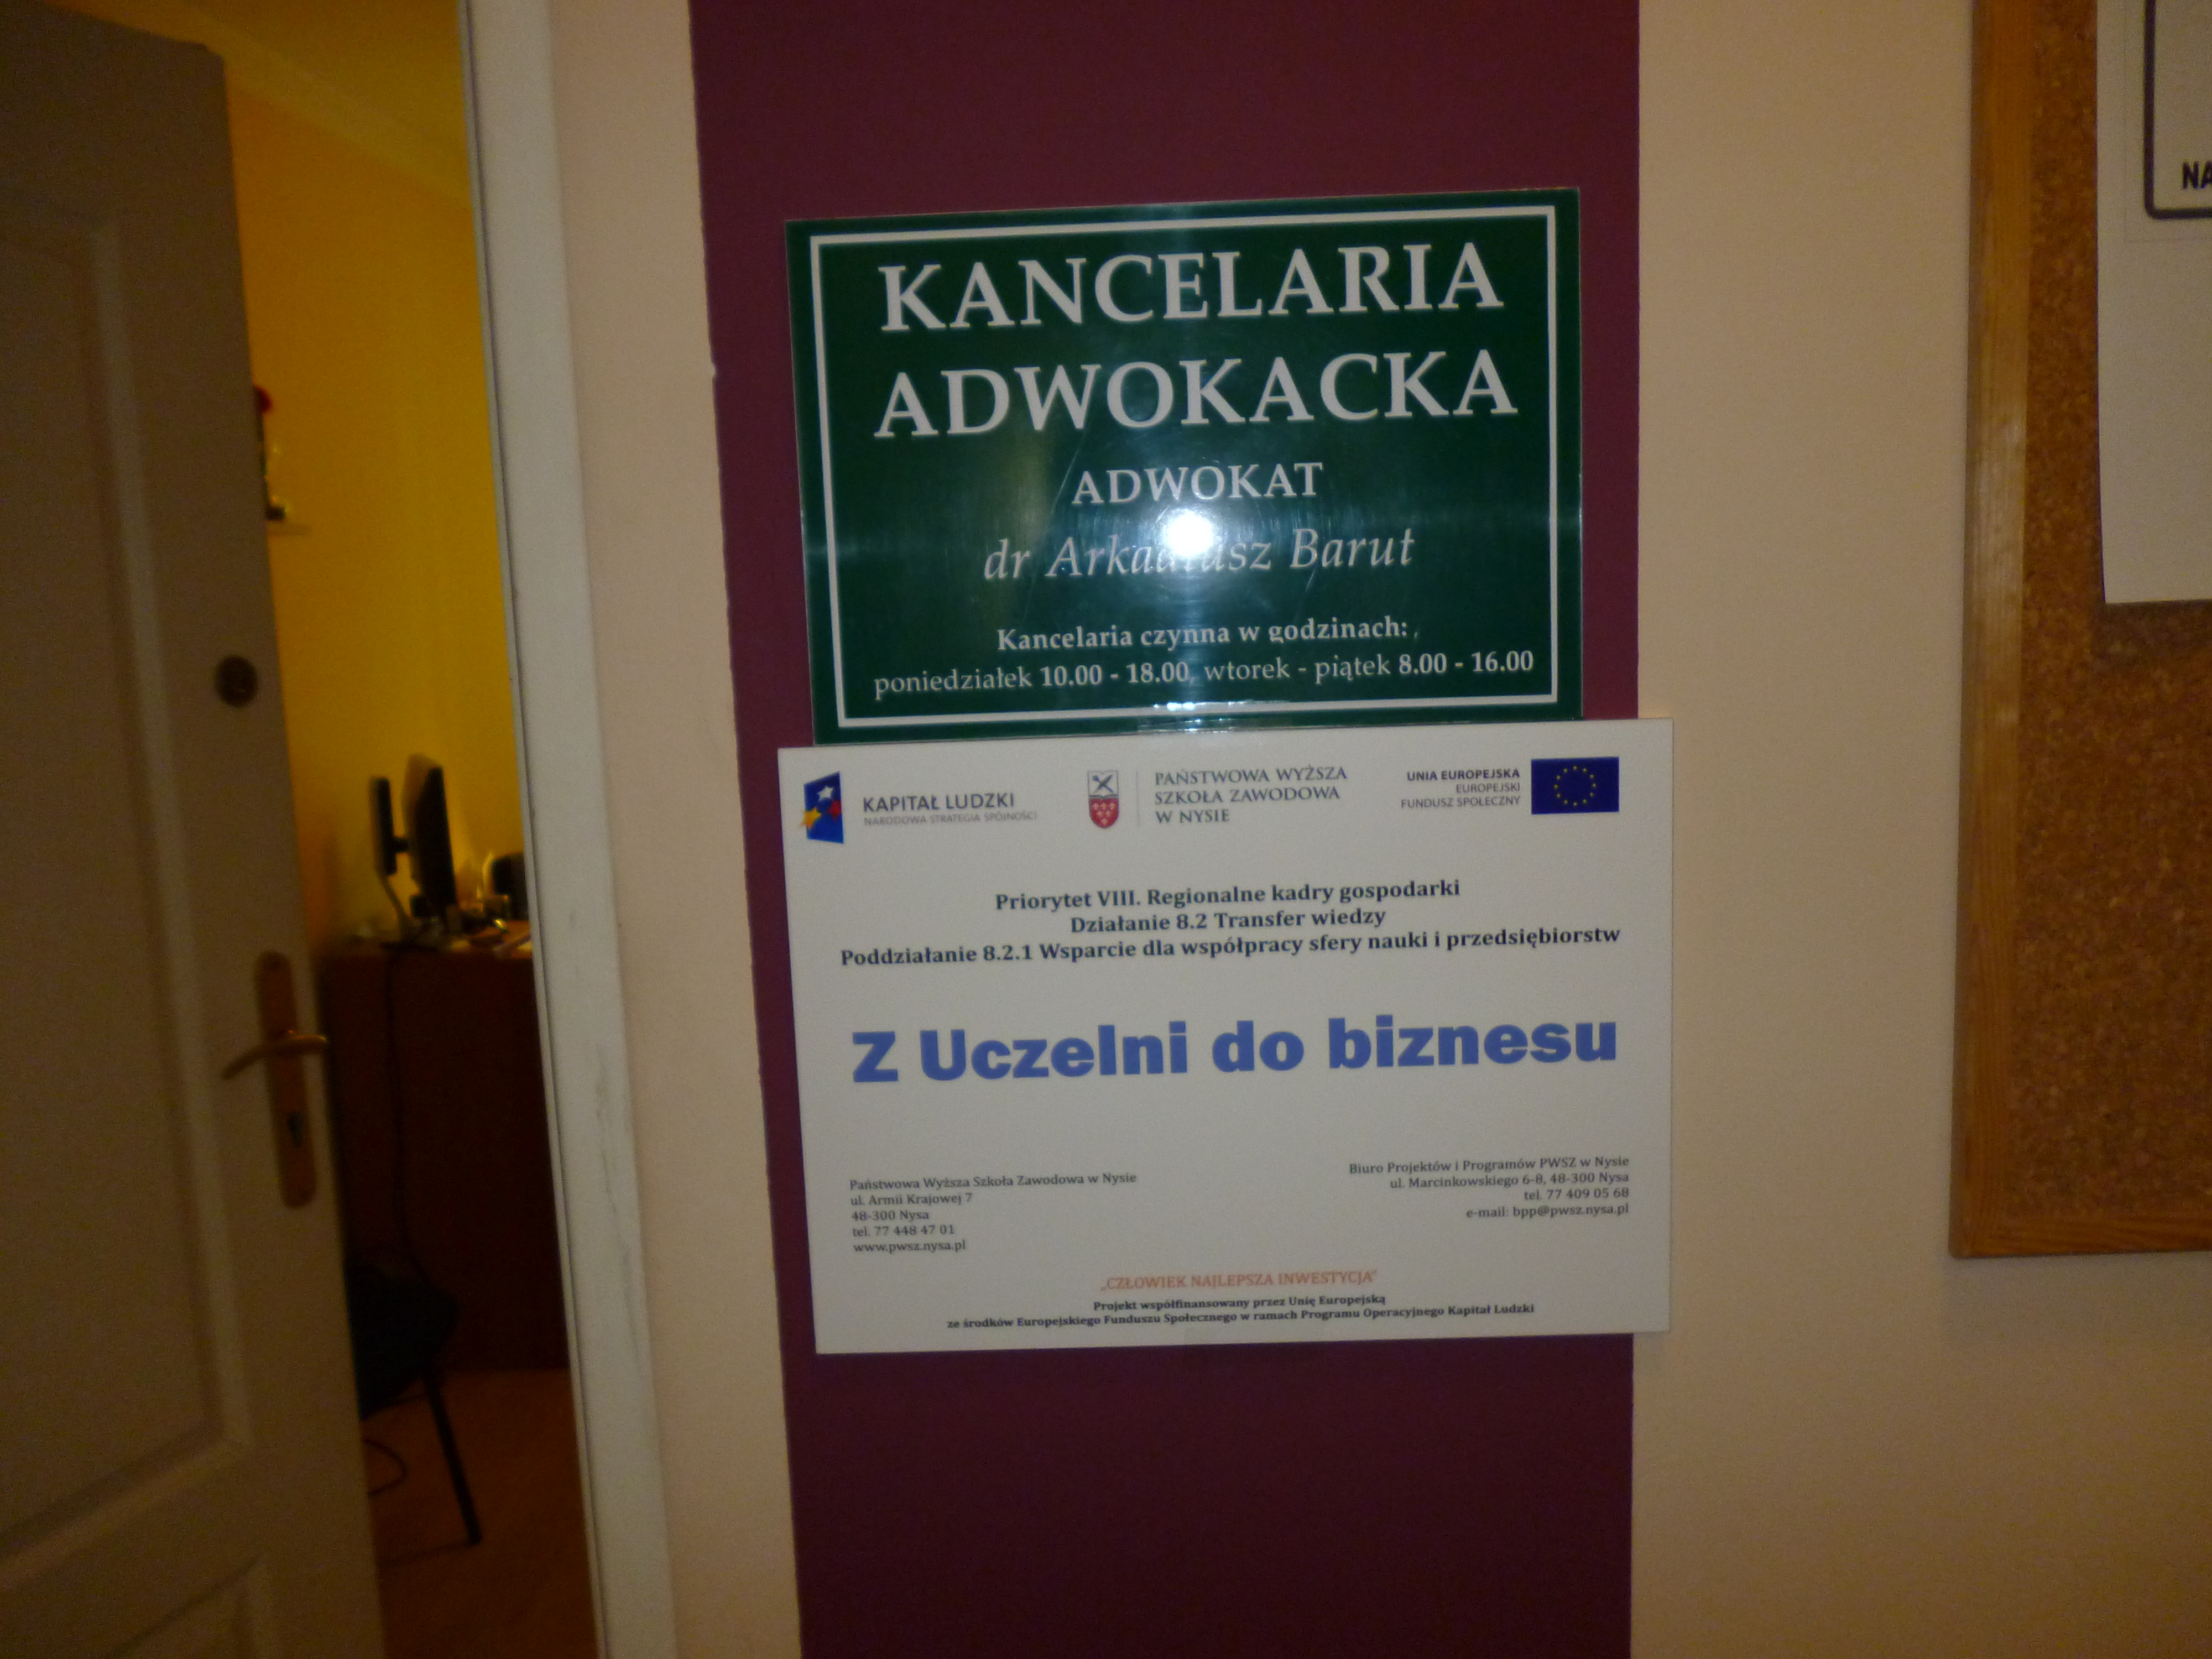 KANCELARIA
ADWOKACKA
ADWOKAT
dr Arkadiusz Barut
Kancelaria czynna w godzinach:
poniedziałek 10.00 - 18.00, wtorek - piątek 8.00 - 16.00
KAPITAŁ LUDZKI
NARODOWA STRATEGIA SPÓJNOŚCI
PAŃSTWOWA WYŻSZA
SZKOŁA ZAWODOWA
W NYSIE
UNIA EUROPEJSKA
EUROPEJSKI
FUNDUSZ SPOŁECZNY
Priorytet VIII. Regionalne kadry gospodarki
Działanie 8.2 Transfer wiedzy
Poddziałanie 8.2.1 Wsparcie dla współpracy sfery nauki i przedsiębiorstw
Z Uczelni do biznesu
Państwowa Wyższa Szkoła Zawodowa w Nysie
ul. Armii Krajowej 7
48-300 Nysa
tel. 77 448 47 01
www.pwsz.nysa.pl
Biuro Projektów i Programów PWSZ w Nysie
ul. Marcinkowskiego 6-8, 48-300 Nysa
tel. 77 409 05 68
e-mail: bpp@pwsz.nysa.pl
„CZŁOWIEK NAJLEPSZA INWESTYCJA”
Projekt współfinansowany przez Unię Europejską
ze środków Europejskiego Funduszu Społecznego w ramach Programu Operacyjnego Kapitał Ludzki
NA